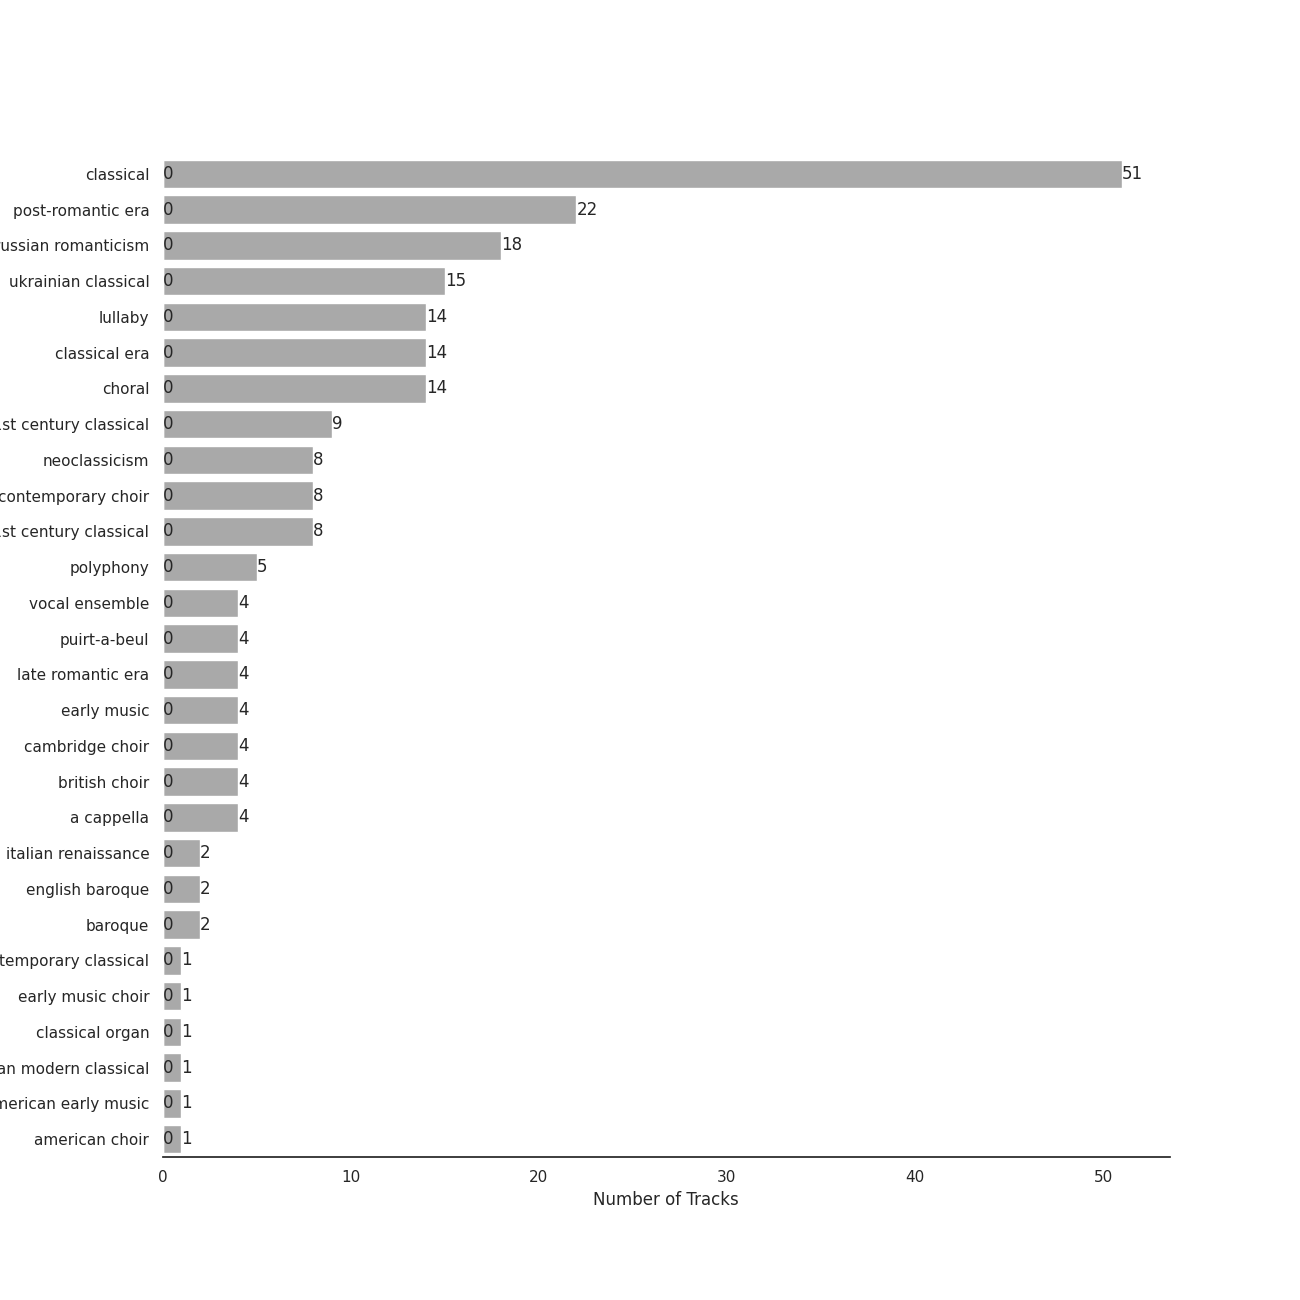 classical 0 51
post-romantic era 0 22
ussian romanticism 0 18
ukrainian classical 0 15
lullaby 0 14
classical era 0 14
choral 0 14
st century classical 0 9
neoclassicism 0 8
contemporary choir 0 8
st century classical 0 8
polyphony 0 5
vocal ensemble 0 4
puirt-a-beul 0 4
late romantic era 0 4
early music 0 4
cambridge choir 0 4
british choir 0 4
a cappella 0 4
italian renaissance 0 2
english baroque 0 2
baroque 0 2
temporary classical 0 1
early music choir 0 1
classical organ 0 1
an modern classical 0 1
merican early music 0 1
american choir 0 1
0 10 20 30 40 50
Number of Tracks